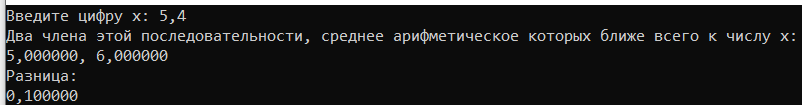 Введите цифру x: 5,4
Два члена этой последовательности, среднее арифметическое которых ближе всего к числу x:
5,000000, 6,000000
Разница:
0,100000